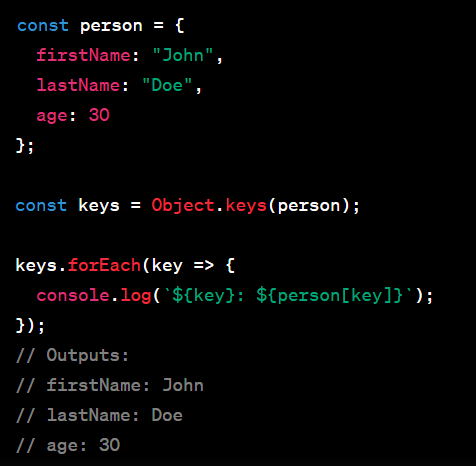 const person = {
  firstName: "John",
  lastName: "Doe",
  age: 30
};

const keys = Object.keys(person);

keys.forEach(key => {
  console.log(`${key}: ${person[key]}`);
});
// Outputs:
// firstName: John
// lastName: Doe
// age: 30